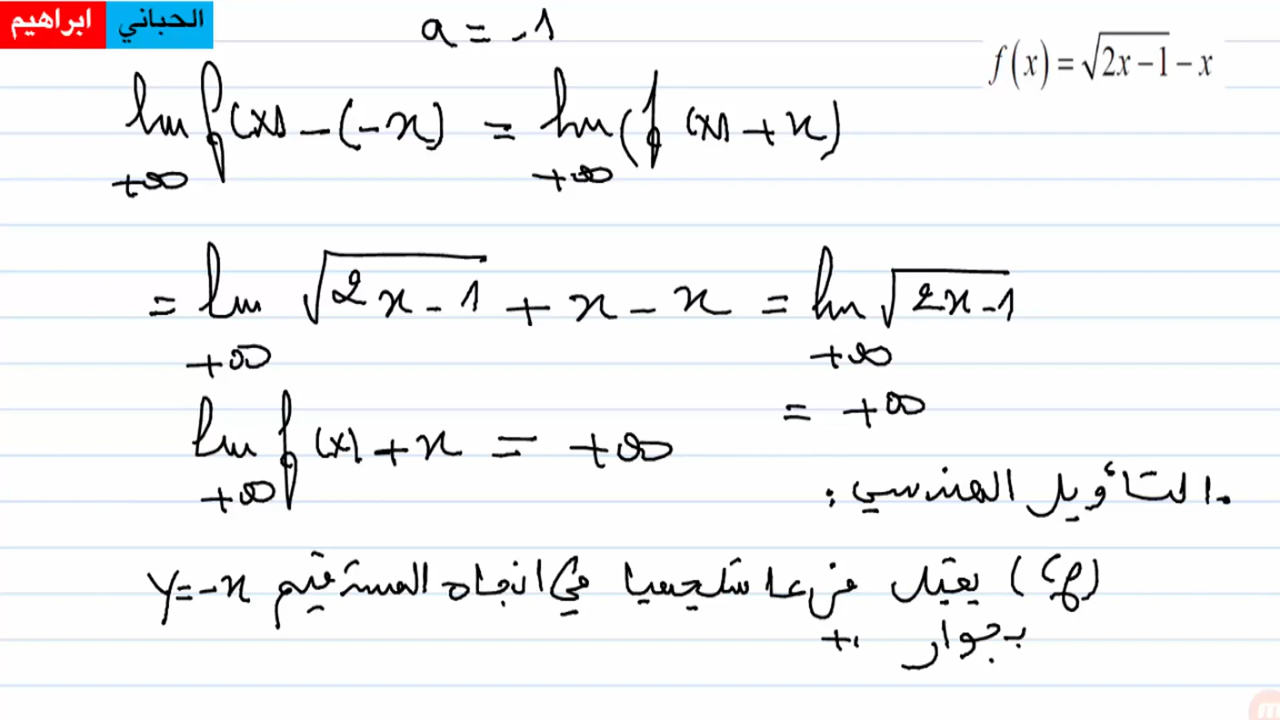 ابراهيم الحباني
a = -1
f(x) = √(2x-1) - x
lim f(x) - (-x) = lim (f(x) + x)
+∞ +∞
= lim √(2x-1) + x - x = lim √(2x-1)
+∞ +∞
= +∞
lim f(x) + x = +∞
+∞
. التأويل الهندسي :
(Cf) يقبل فرعا شلجميا في اتجاه المستقيم y=-x
بجوار +